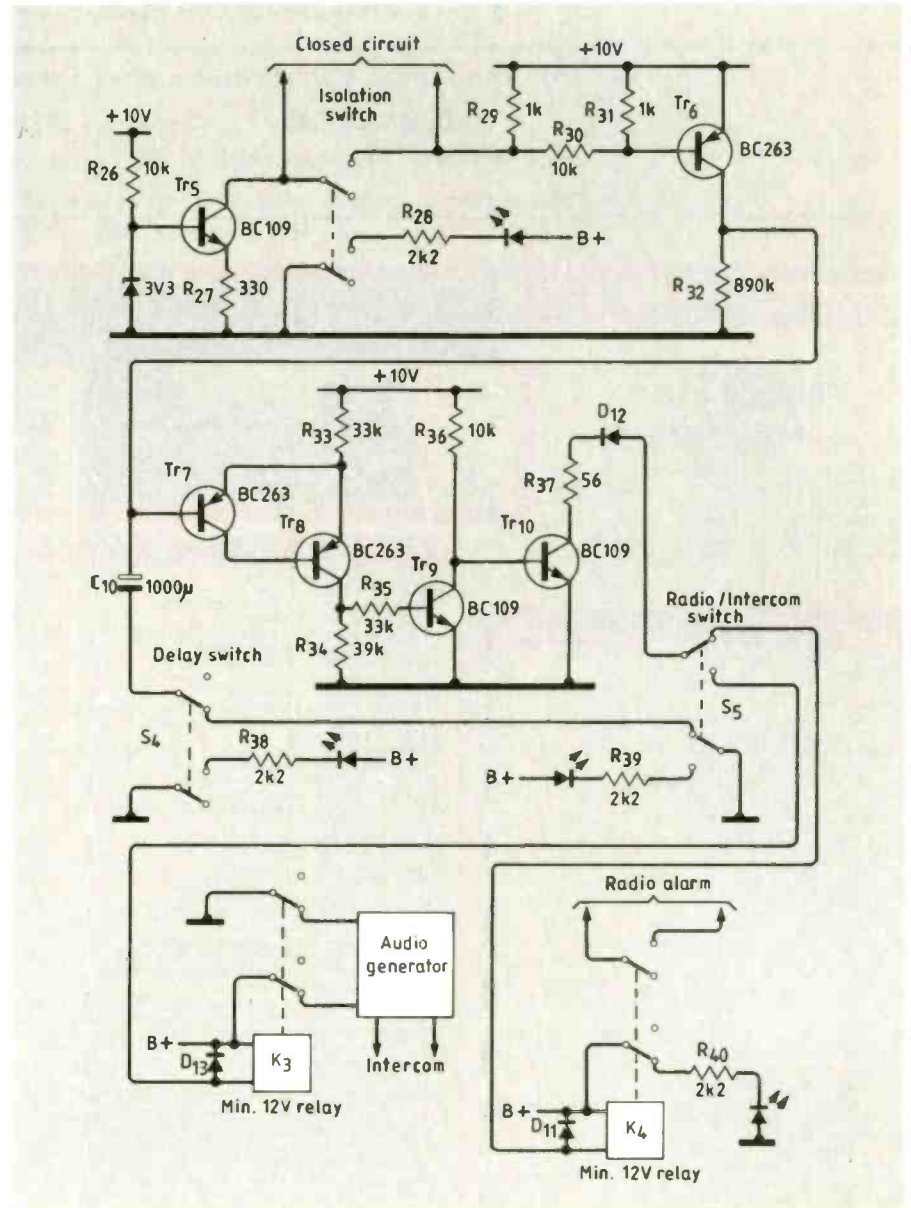 Closed circuit
Isolation switch
+10V
+10V
R26 10k
Tr5
BC109
3V3
R27 330
R28
2k2
B+
R29 1k
R30
10k
R31 1k
Tr6
BC263
R32 890k
+10V
R33 33k
R36 10k
D12
R37 56
Tr7
BC263
Tr8
BC263
Tr9
BC109
Tr10
BC109
R35
33k
R34 39k
C10 1000µ
Delay switch
S4
R38
2k2
B+
Radio/Intercom switch
S5
B+
R39
2k2
Audio generator
Intercom
B+
D13
K3
Min. 12V relay
Radio alarm
R40
2k2
B+
D11
K4
Min. 12V relay